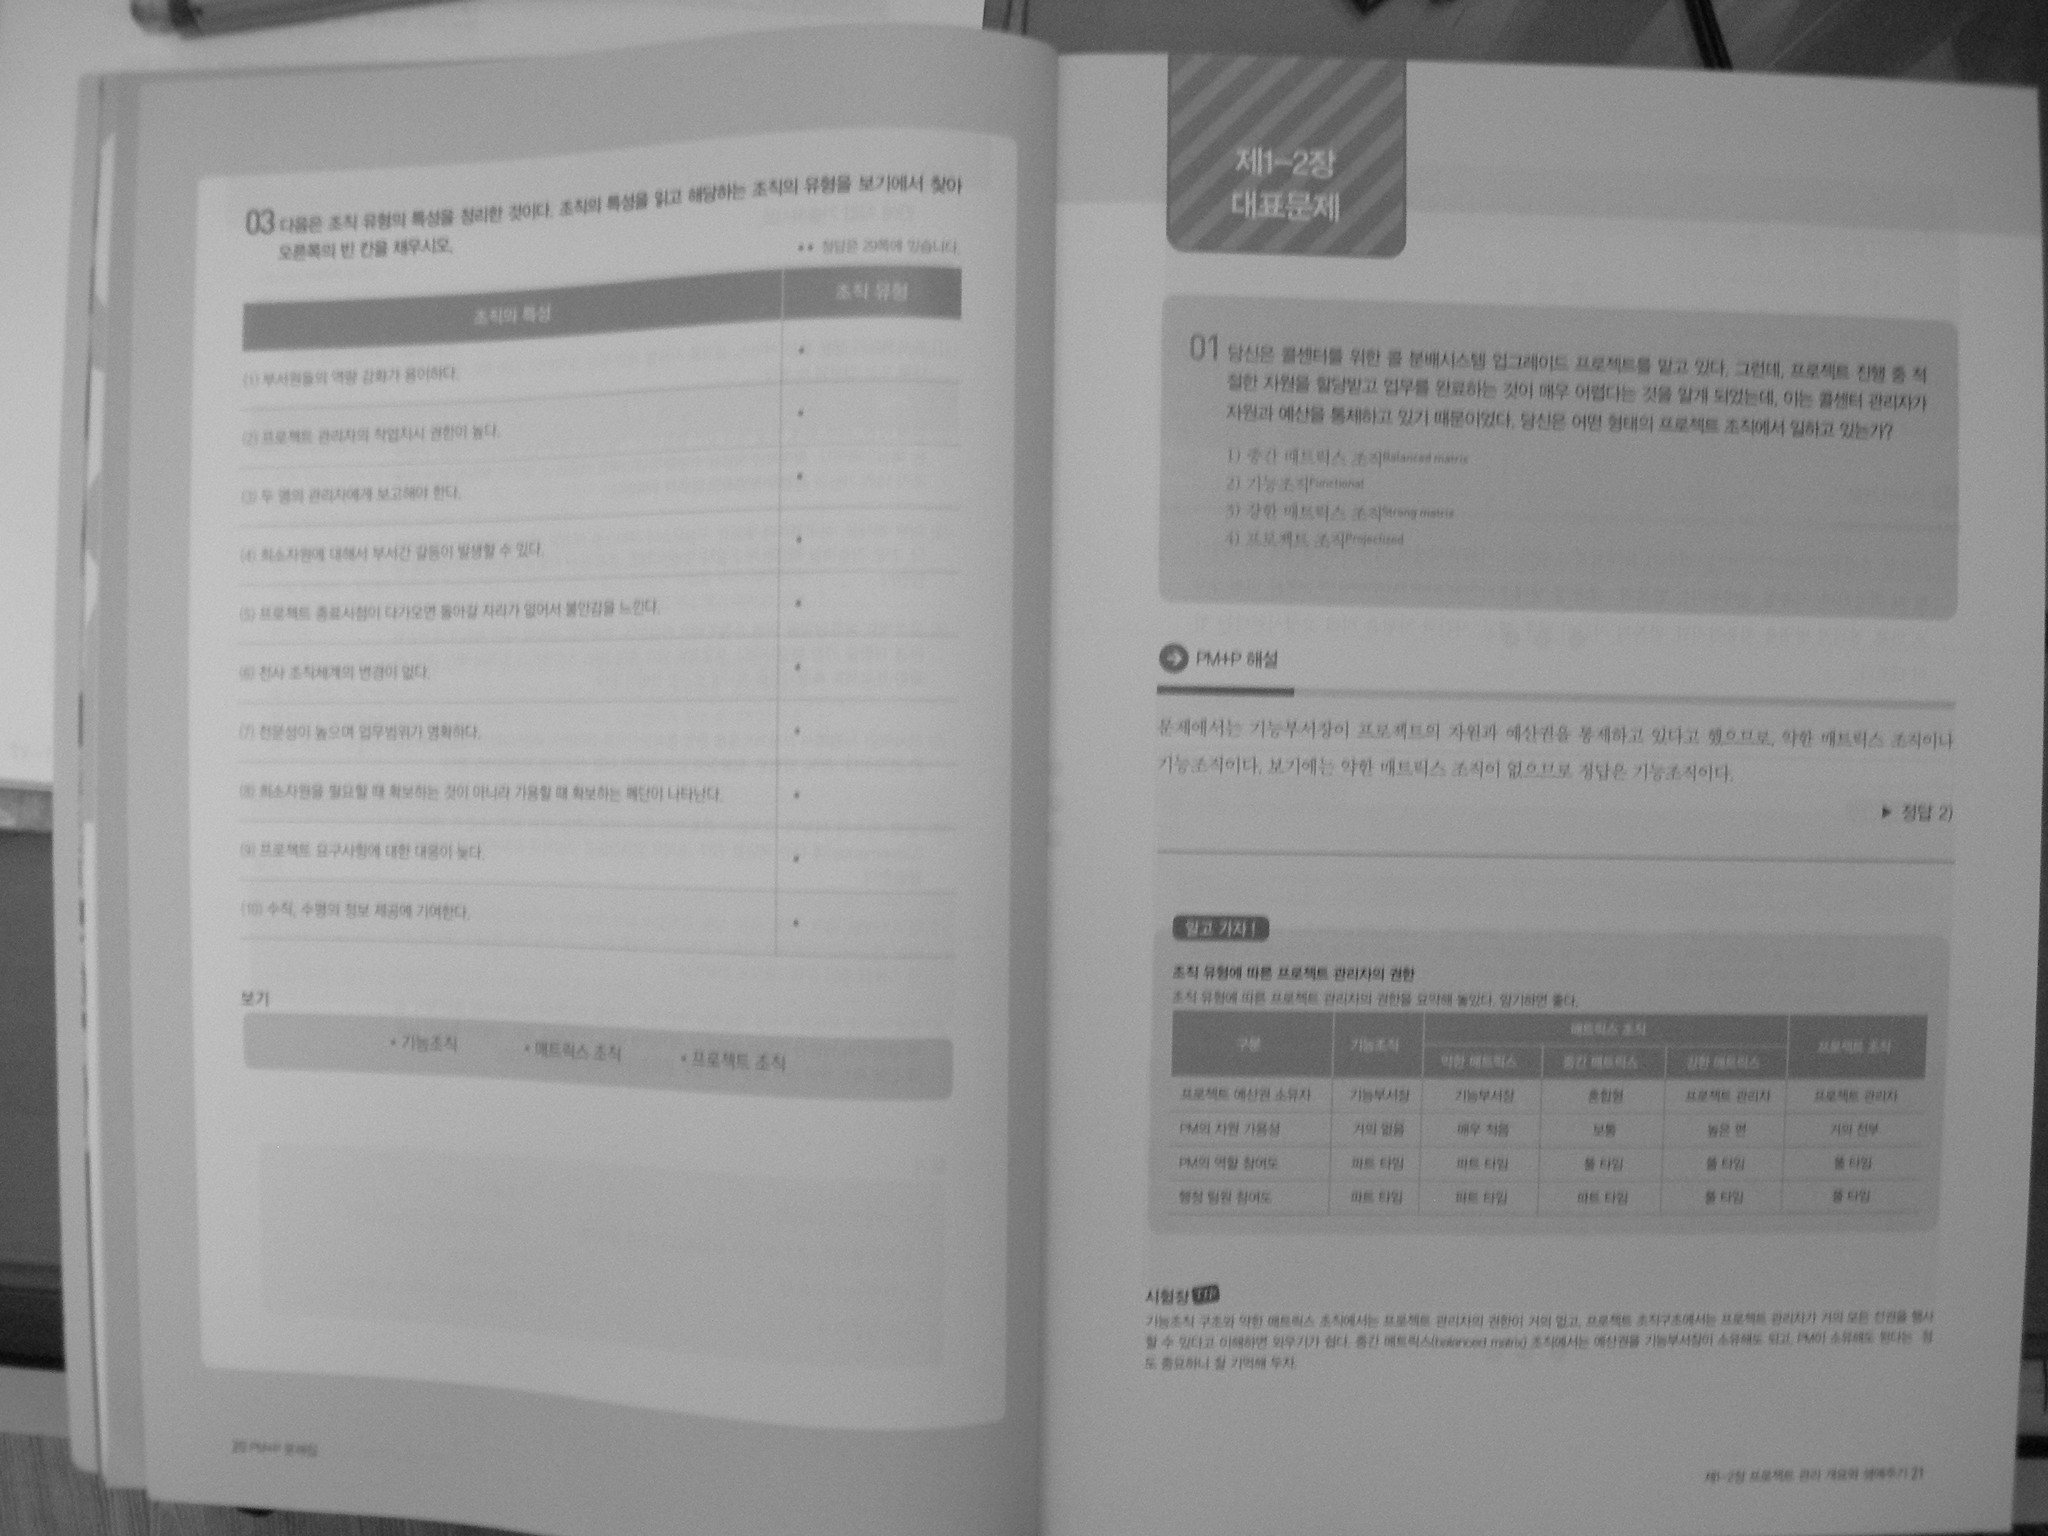 03 다음은 조직 유형의 특성을 정리한 것이다. 조직의 특성을 읽고 해당하는 조직의 유형을 보기에서 찾아
오른쪽의 빈 칸을 채우시오.
** 정답은 29쪽에 있습니다.
조직의 특성 조직 유형
(1) 부서원들의 역량 강화가 용이하다. •
(2) 프로젝트 관리자의 작업지시 권한이 높다. •
(3) 두 명의 관리자에게 보고해야 한다. •
(4) 희소자원에 대해서 부서간 갈등이 발생할 수 있다. •
(5) 프로젝트 종료시점이 다가오면 돌아갈 자리가 없어서 불안감을 느낀다. •
(6) 전사 조직체계의 변경이 없다. •
(7) 전문성이 높으며 업무범위가 명확하다. •
(8) 희소자원을 필요할 때 확보하는 것이 아니라 가용할 때 확보하는 폐단이 나타난다. •
(9) 프로젝트 요구사항에 대한 대응이 늦다. •
(10) 수직, 수평의 정보 제공에 기여한다. •
보기
* 기능조직 * 매트릭스 조직 * 프로젝트 조직
20 PM+P 문제집
제1-2장
대표문제
01 당신은 콜센터를 위한 콜 분배시스템 업그레이드 프로젝트를 맡고 있다. 그런데, 프로젝트 진행 중 적
절한 자원을 할당받고 업무를 완료하는 것이 매우 어렵다는 것을 알게 되었는데, 이는 콜센터 관리자가
자원과 예산을 통제하고 있기 때문이었다. 당신은 어떤 형태의 프로젝트 조직에서 일하고 있는가?
1) 중간 매트릭스 조직Balanced matrix
2) 기능조직Functional
3) 강한 매트릭스 조직Strong matrix
4) 프로젝트 조직Projectized
PM+P 해설
문제에서는 기능부서장이 프로젝트의 자원과 예산권을 통제하고 있다고 했으므로, 약한 매트릭스 조직이나
기능조직이다. 보기에는 약한 매트릭스 조직이 없으므로 정답은 기능조직이다.
▶ 정답 2)
알고 가자 !
조직 유형에 따른 프로젝트 관리자의 권한
조직 유형에 따른 프로젝트 관리자의 권한을 요약해 놓았다. 암기하면 좋다.
구분 기능조직 매트릭스 조직 프로젝트 조직
약한 매트릭스 중간 매트릭스 강한 매트릭스
프로젝트 예산권 소유자 기능부서장 기능부서장 혼합형 프로젝트 관리자 프로젝트 관리자
PM의 자원 가용성 거의 없음 매우 적음 보통 높은 편 거의 전부
PM의 역할 참여도 파트 타임 파트 타임 풀 타임 풀 타임 풀 타임
행정 팀원 참여도 파트 타임 파트 타임 파트 타임 풀 타임 풀 타임
시험장 TIP
기능조직 구조와 약한 매트릭스 조직에서는 프로젝트 관리자의 권한이 거의 없고, 프로젝트 조직구조에서는 프로젝트 관리자가 거의 모든 전권을 행사
할 수 있다고 이해하면 외우기가 쉽다. 중간 매트릭스(balanced matrix) 조직에서는 예산권을 기능부서장이 소유해도 되고, PM이 소유해도 된다는 점
도 중요하니 잘 기억해 두자.
제1-2장 프로젝트 관리 개요와 생애주기 21